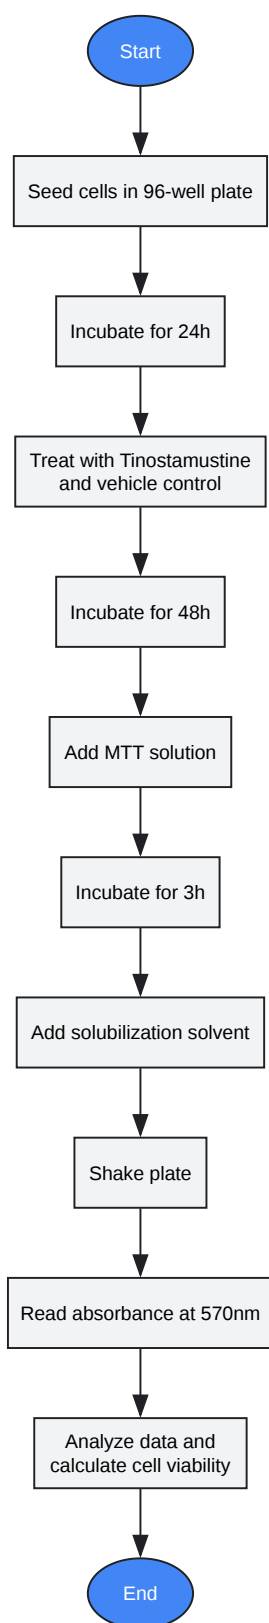 Start
Seed cells in 96-well plate
Incubate for 24h
Treat with Tinostamustine
and vehicle control
Incubate for 48h
Add MTT solution
Incubate for 3h
Add solubilization solvent
Shake plate
Read absorbance at 570nm
Analyze data and
calculate cell viability
End